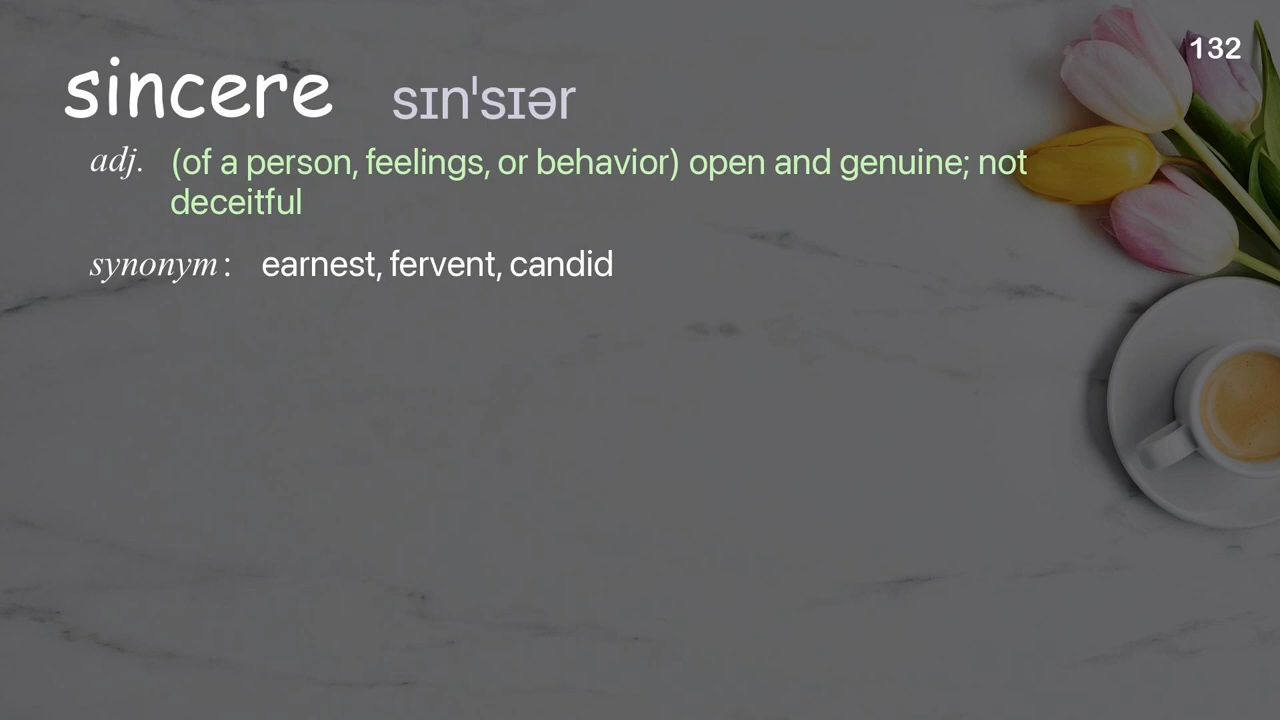 132
sincere sɪnˈsɪər
adj. (of a person, feelings, or behavior) open and genuine; not
deceitful
synonym : earnest, fervent, candid